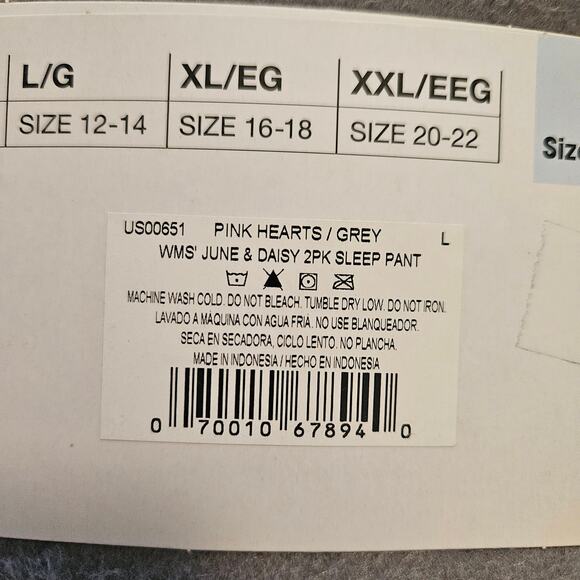 L/G XL/EG XXL/EEG
SIZE 12-14 SIZE 16-18 SIZE 20-22
US00651 PINK HEARTS / GREY L
WMS' JUNE & DAISY 2PK SLEEP PANT
MACHINE WASH COLD. DO NOT BLEACH. TUMBLE DRY LOW. DO NOT IRON.
LAVADO A MAQUINA CON AGUA FRIA. NO USE BLANQUEADOR.
SECA EN SECADORA, CICLO LENTO. NO PLANCHA.
MADE IN INDONESIA / HECHO EN INDONESIA
0 70010 67894 0